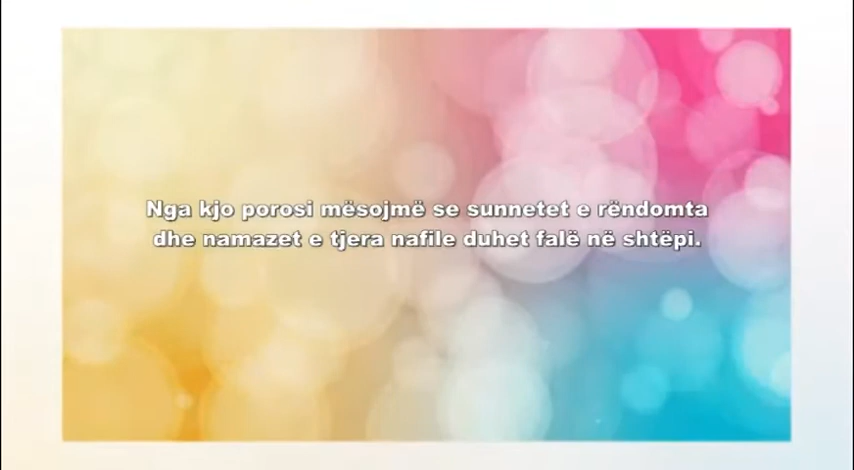 Nga kjo porosi mësojmë se sunnetet e rëndomta
dhe namazet e tjera nafile duhet falë në shtëpi.